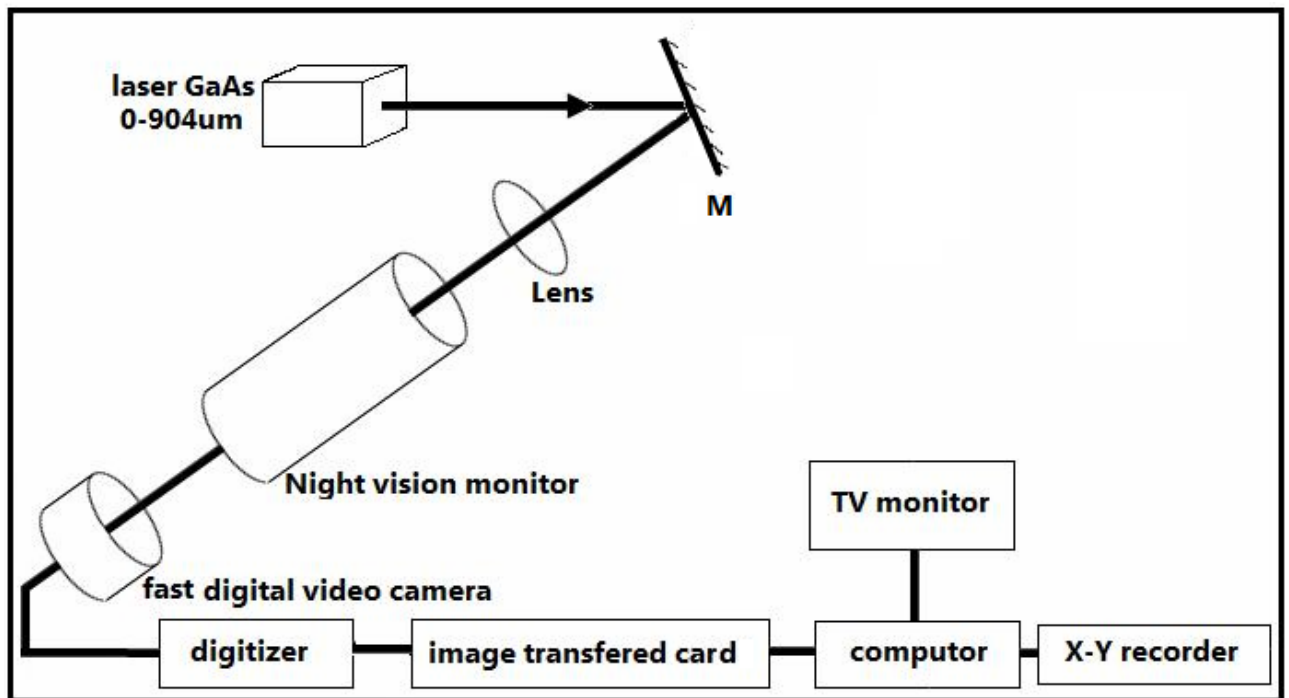 laser GaAs
0-904um
M
Lens
Night vision monitor
TV monitor
fast digital video camera
digitizer
image transfered card
computor
X-Y recorder